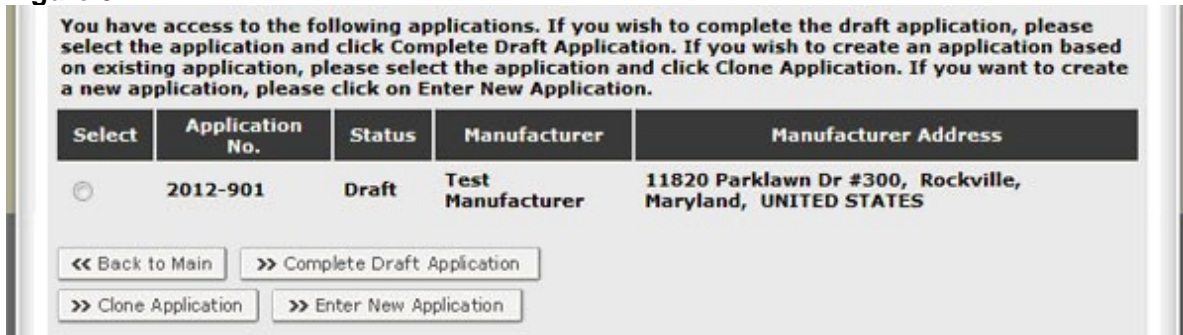 You have access to the following applications. If you wish to complete the draft application, please
select the application and click Complete Draft Application. If you wish to create an application based
on existing application, please select the application and click Clone Application. If you want to create
a new application, please click on Enter New Application.
Select Application No. Status Manufacturer Manufacturer Address
2012-901 Draft Test Manufacturer 11820 Parklawn Dr #300, Rockville,
Maryland, UNITED STATES
<< Back to Main >> Complete Draft Application
>> Clone Application >> Enter New Application